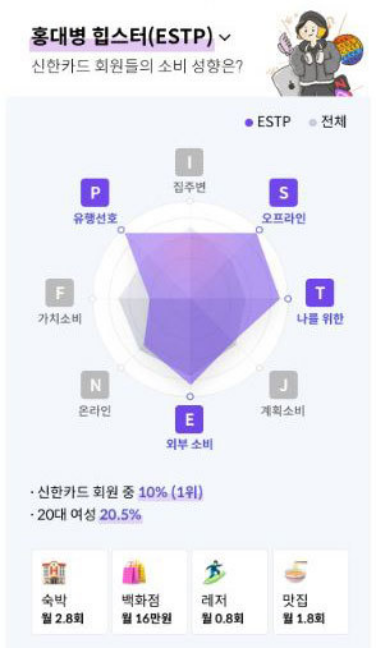 홍대병 힙스터(ESTP)
신한카드 회원들의 소비 성향은?
ESTP 전체
I
집주변
P
유행선호
S
오프라인
F
가치소비
T
나를 위한
N
온라인
J
계획소비
E
외부 소비
· 신한카드 회원 중 10% (1위)
· 20대 여성 20.5%
숙박
월 2.8회
백화점
월 16만원
레저
월 0.8회
맛집
월 1.8회